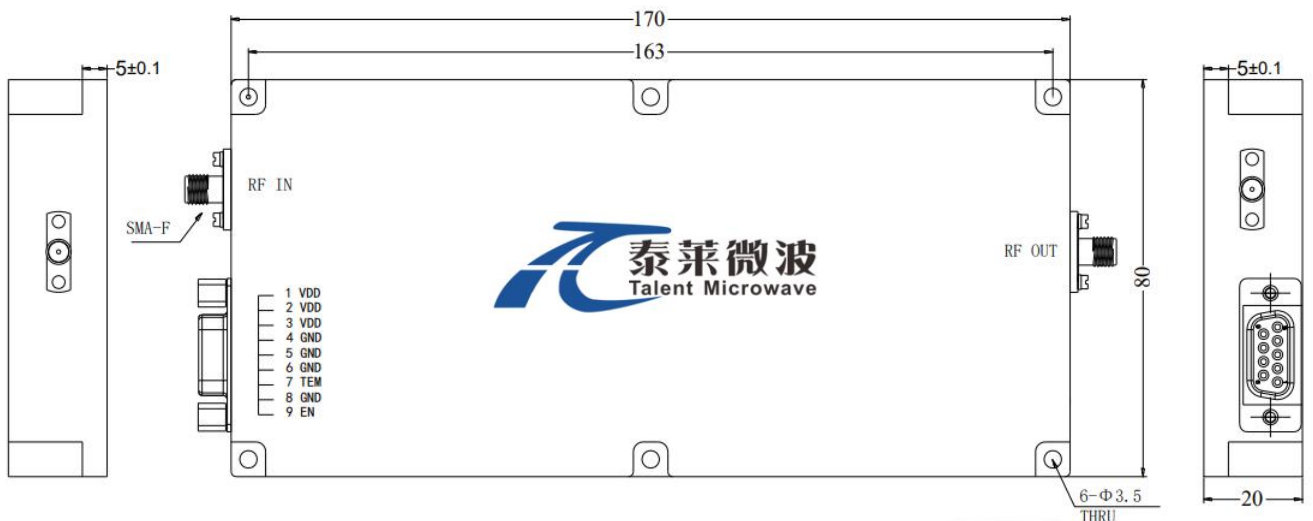 170
163
5±0.1
5±0.1
RF IN
SMA-F
泰莱微波
Talent Microwave
RF OUT
80
1 VDD
2 VDD
3 VDD
4 GND
5 GND
6 GND
7 TEM
8 GND
9 EN
6-Φ3.5
THRU
20